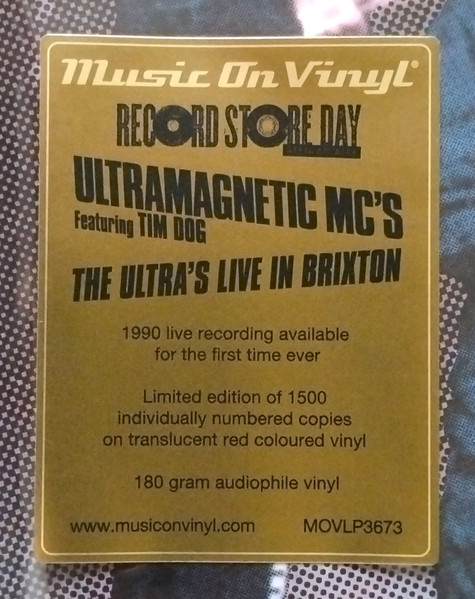 Music On Vinyl®
RECORD STORE DAY
ULTRAMAGNETIC MC'S
Featuring TIM DOG
THE ULTRA'S LIVE IN BRIXTON
1990 live recording available
for the first time ever
Limited edition of 1500
individually numbered copies
on translucent red coloured vinyl
180 gram audiophile vinyl
www.musiconvinyl.com MOVLP3673